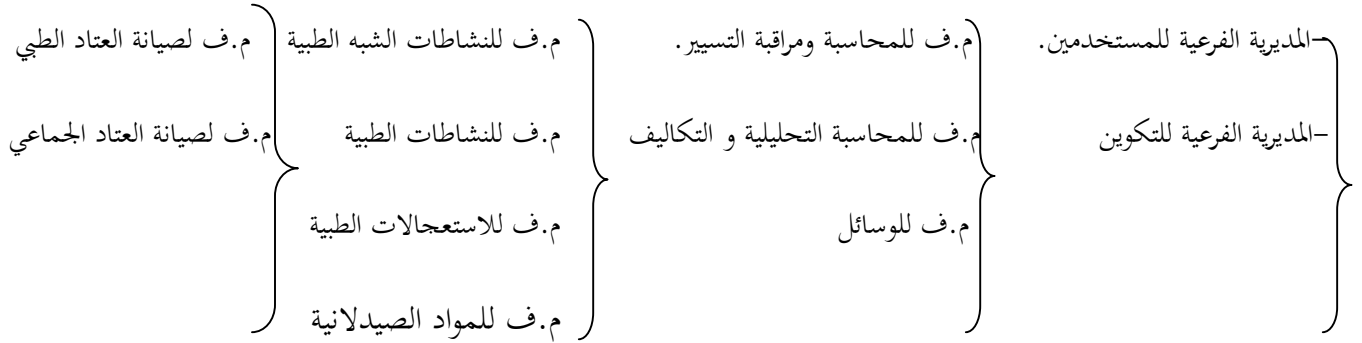 -المديرية الفرعية للمستخدمين.
-المديرية الفرعية للتكوين
م.ف للمحاسبة ومراقبة التسيير.
م.ف للمحاسبة التحليلية و التكاليف
م.ف للوسائل
م.ف للنشاطات الشبه الطبية
م.ف للنشاطات الطبية
م.ف للاستعجالات الطبية
م.ف للمواد الصيدلانية
م.ف لصيانة العتاد الطبي
م.ف لصيانة العتاد الجماعي